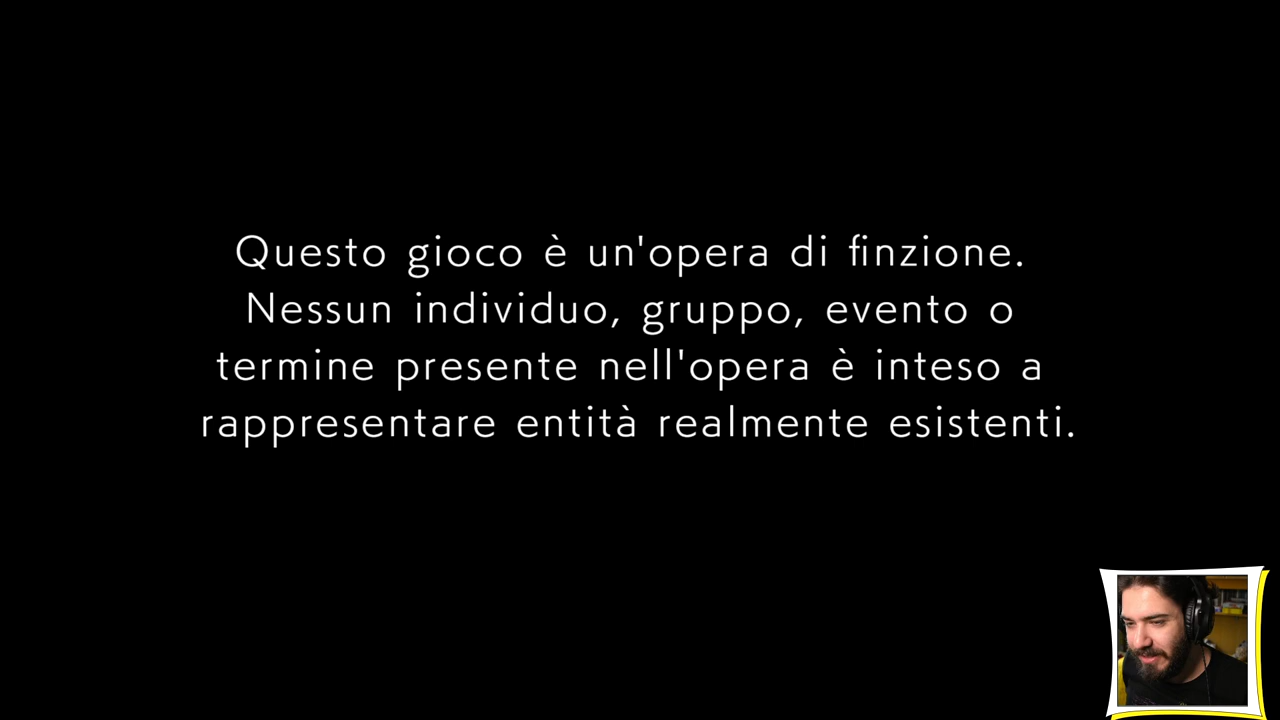 Questo gioco è un'opera di finzione.
Nessun individuo, gruppo, evento o
termine presente nell'opera è inteso a
rappresentare entità realmente esistenti.